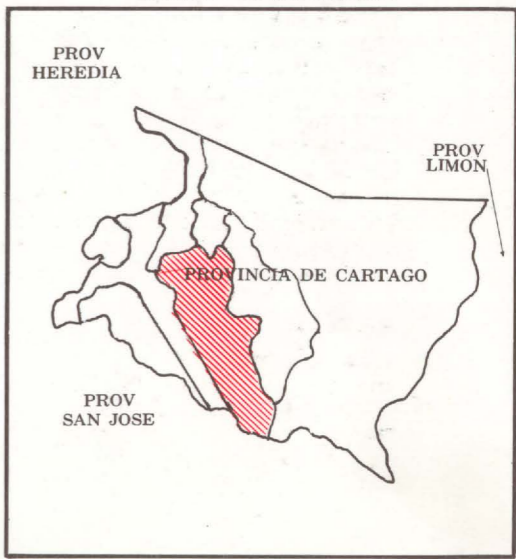 PROV
HEREDIA
PROV
LIMON
PROVINCIA DE CARTAGO
PROV
SAN JOSE